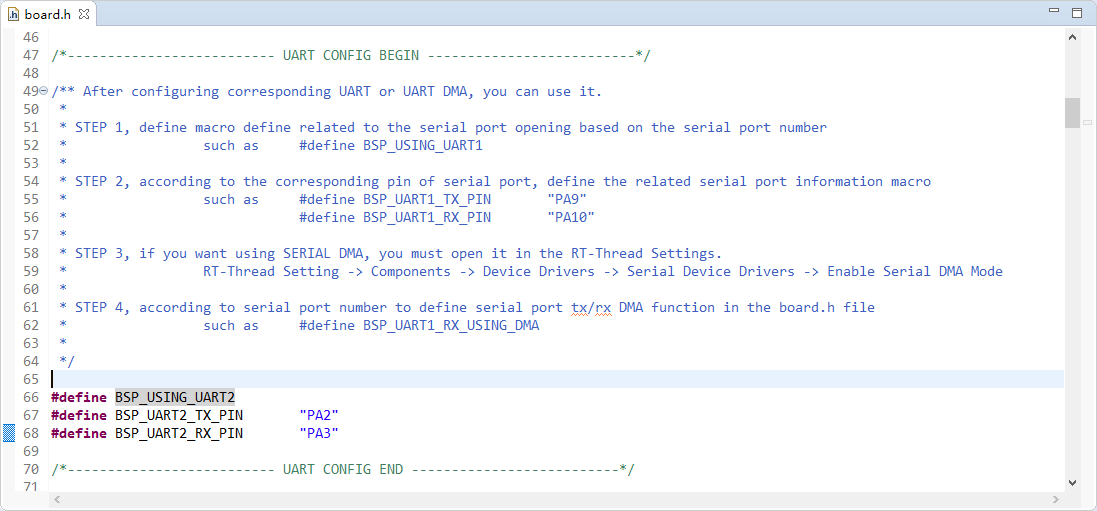 board.h
46
47 /*-------------------------- UART CONFIG BEGIN --------------------------*/
48
49 /** After configuring corresponding UART or UART DMA, you can use it.
50 *
51 * STEP 1, define macro define related to the serial port opening based on the serial port number
52 * such as #define BSP_USING_UART1
53 *
54 * STEP 2, according to the corresponding pin of serial port, define the related serial port information macro
55 * such as #define BSP_UART1_TX_PIN "PA9"
56 * #define BSP_UART1_RX_PIN "PA10"
57 *
58 * STEP 3, if you want using SERIAL DMA, you must open it in the RT-Thread Settings.
59 * RT-Thread Setting -> Components -> Device Drivers -> Serial Device Drivers -> Enable Serial DMA Mode
60 *
61 * STEP 4, according to serial port number to define serial port tx/rx DMA function in the board.h file
62 * such as #define BSP_UART1_RX_USING_DMA
63 *
64 */
65
66 #define BSP_USING_UART2
67 #define BSP_UART2_TX_PIN "PA2"
68 #define BSP_UART2_RX_PIN "PA3"
69
70 /*-------------------------- UART CONFIG END --------------------------*/
71